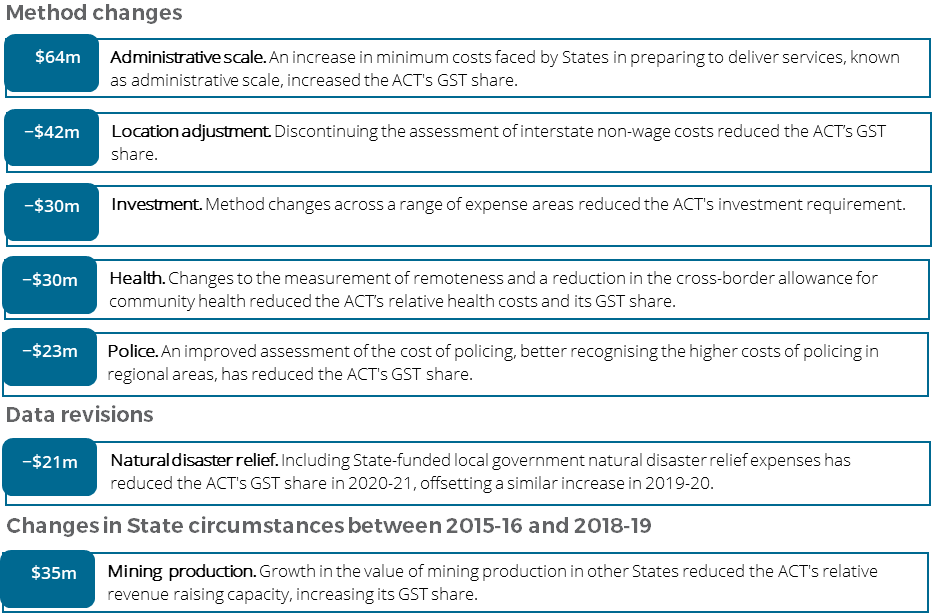 Method changes
$64m
Administrative scale. An increase in minimum costs faced by States in preparing to deliver services, known
as administrative scale, increased the ACT's GST share.
−$42m
Location adjustment. Discontinuing the assessment of interstate non-wage costs reduced the ACT’s GST
share.
−$30m
Investment. Method changes across a range of expense areas reduced the ACT's investment requirement.
−$30m
Health. Changes to the measurement of remoteness and a reduction in the cross-border allowance for
community health reduced the ACT’s relative health costs and its GST share.
−$23m
Police. An improved assessment of the cost of policing, better recognising the higher costs of policing in
regional areas, has reduced the ACT's GST share.
Data revisions
−$21m
Natural disaster relief. Including State-funded local government natural disaster relief expenses has
reduced the ACT's GST share in 2020-21, offsetting a similar increase in 2019-20.
Changes in State circumstances between 2015-16 and 2018-19
$35m
Mining production. Growth in the value of mining production in other States reduced the ACT's relative
revenue raising capacity, increasing its GST share.